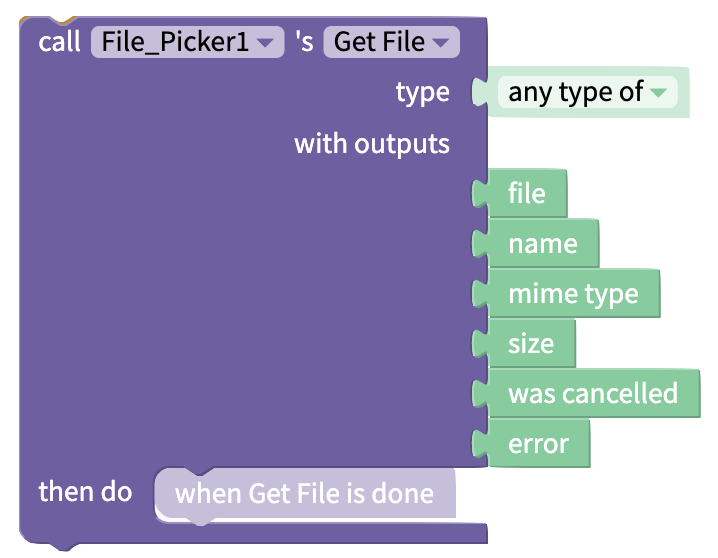 call File_Picker1 's Get File
type any type of
with outputs
file
name
mime type
size
was cancelled
error
then do when Get File is done